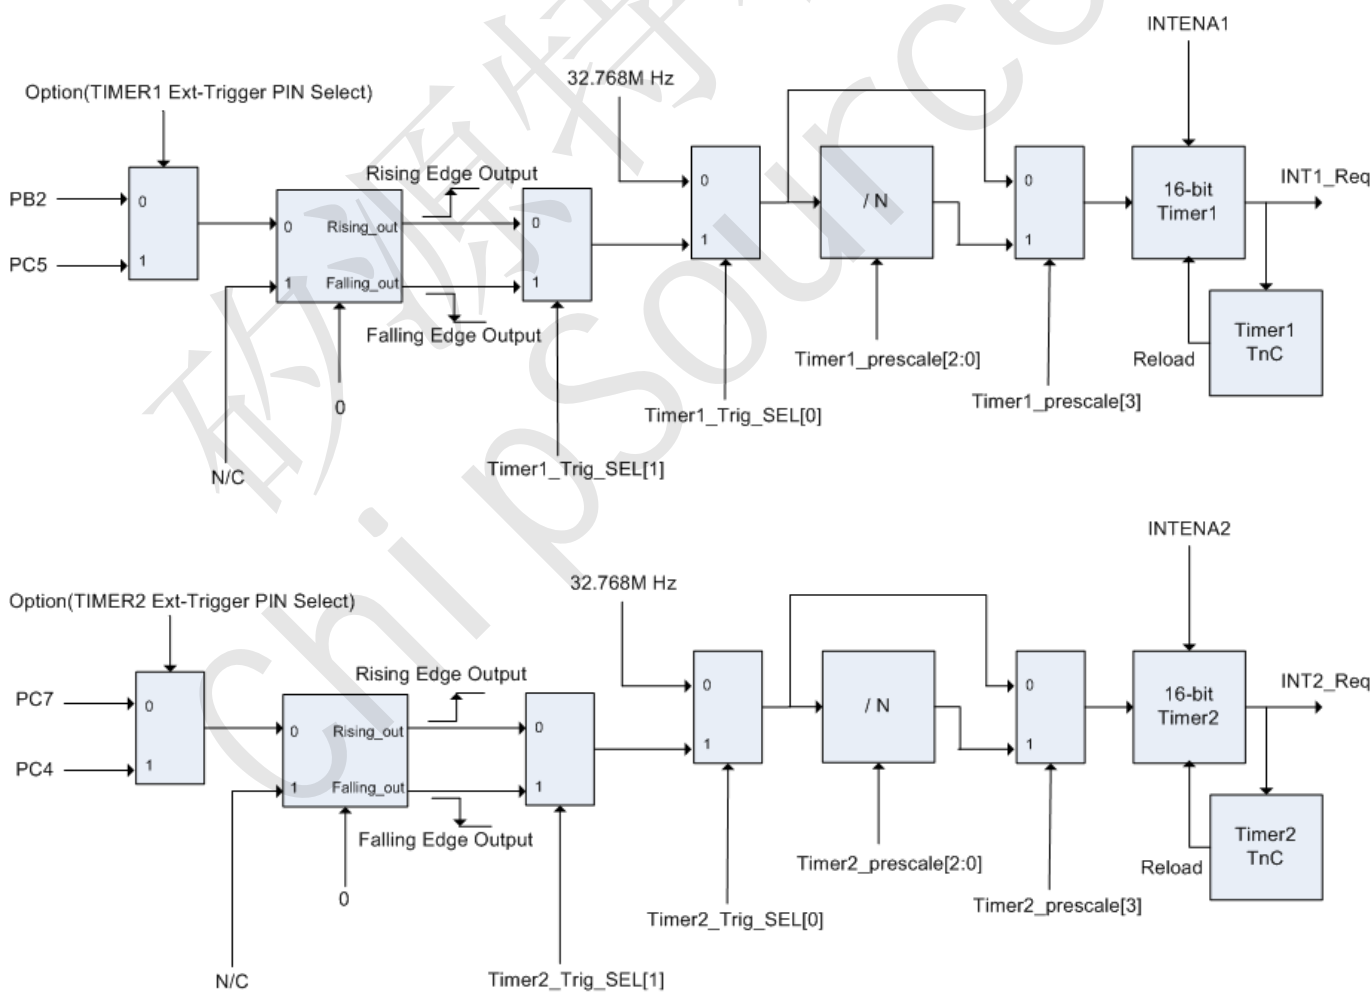 INTENA1
32.768M Hz
Option(TIMER1 Ext-Trigger PIN Select)
Rising Edge Output
PB2
0
PC5
1
0
Rising_out
1
Falling_out
0
1
0
1
/ N
0
1
16-bit
Timer1
INT1_Req
Falling Edge Output
Timer1
TnC
Reload
Timer1_prescale[2:0]
0
Timer1_prescale[3]
Timer1_Trig_SEL[0]
Timer1_Trig_SEL[1]
N/C
INTENA2
32.768M Hz
Option(TIMER2 Ext-Trigger PIN Select)
Rising Edge Output
PC7
0
PC4
1
0
Rising_out
1
Falling_out
0
1
0
1
/ N
0
1
16-bit
Timer2
INT2_Req
Falling Edge Output
Timer2
TnC
Reload
Timer2_prescale[2:0]
0
Timer2_prescale[3]
Timer2_Trig_SEL[0]
Timer2_Trig_SEL[1]
N/C
矽源特
ChipSource